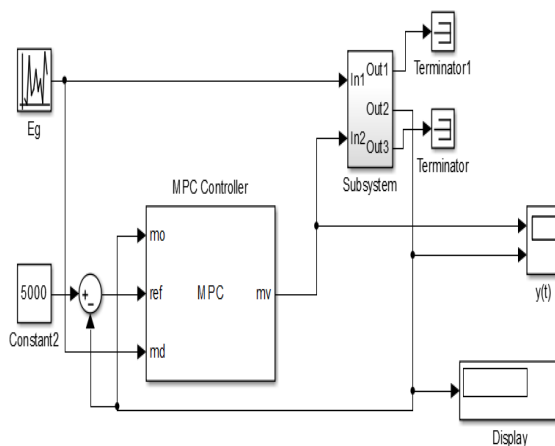 Eg
In1
In2
Out1
Out2
Out3
Subsystem
Terminator1
Terminator
MPC Controller
mo
ref
md
MPC
mv
5000
Constant2
+
−
y(t)
Display